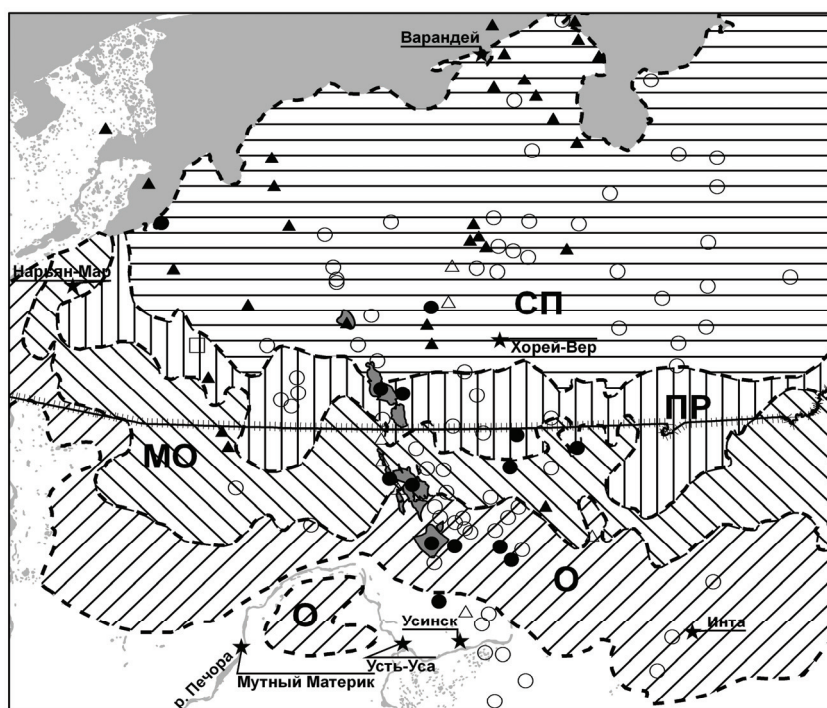 Варандей
Нарьян-Мар
СП
Хорей-Вер
ПР
МО
О
О
Усинск
Инта
Усть-Уса
Мутный Материк
р. Печора